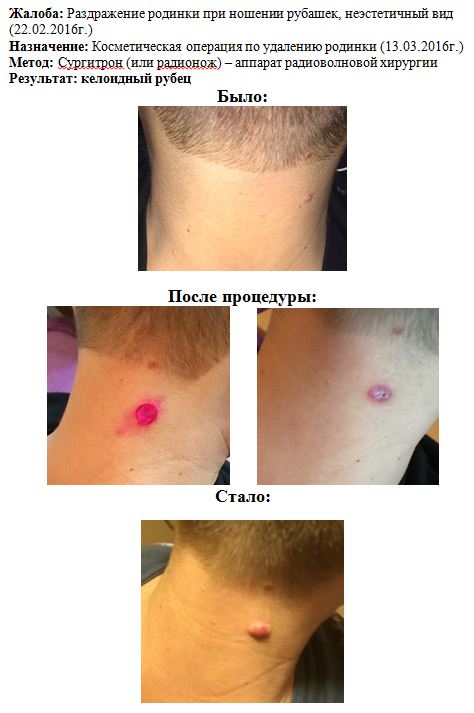 Жалоба: Раздражение родинки при ношении рубашек, неэстетичный вид
(22.02.2016г.)
Назначение: Косметическая операция по удалению родинки (13.03.2016г.)
Метод: Сургитрон (или радионож) – аппарат радиоволновой хирургии
Результат: келоидный рубец
Было:
После процедуры:
Стало: